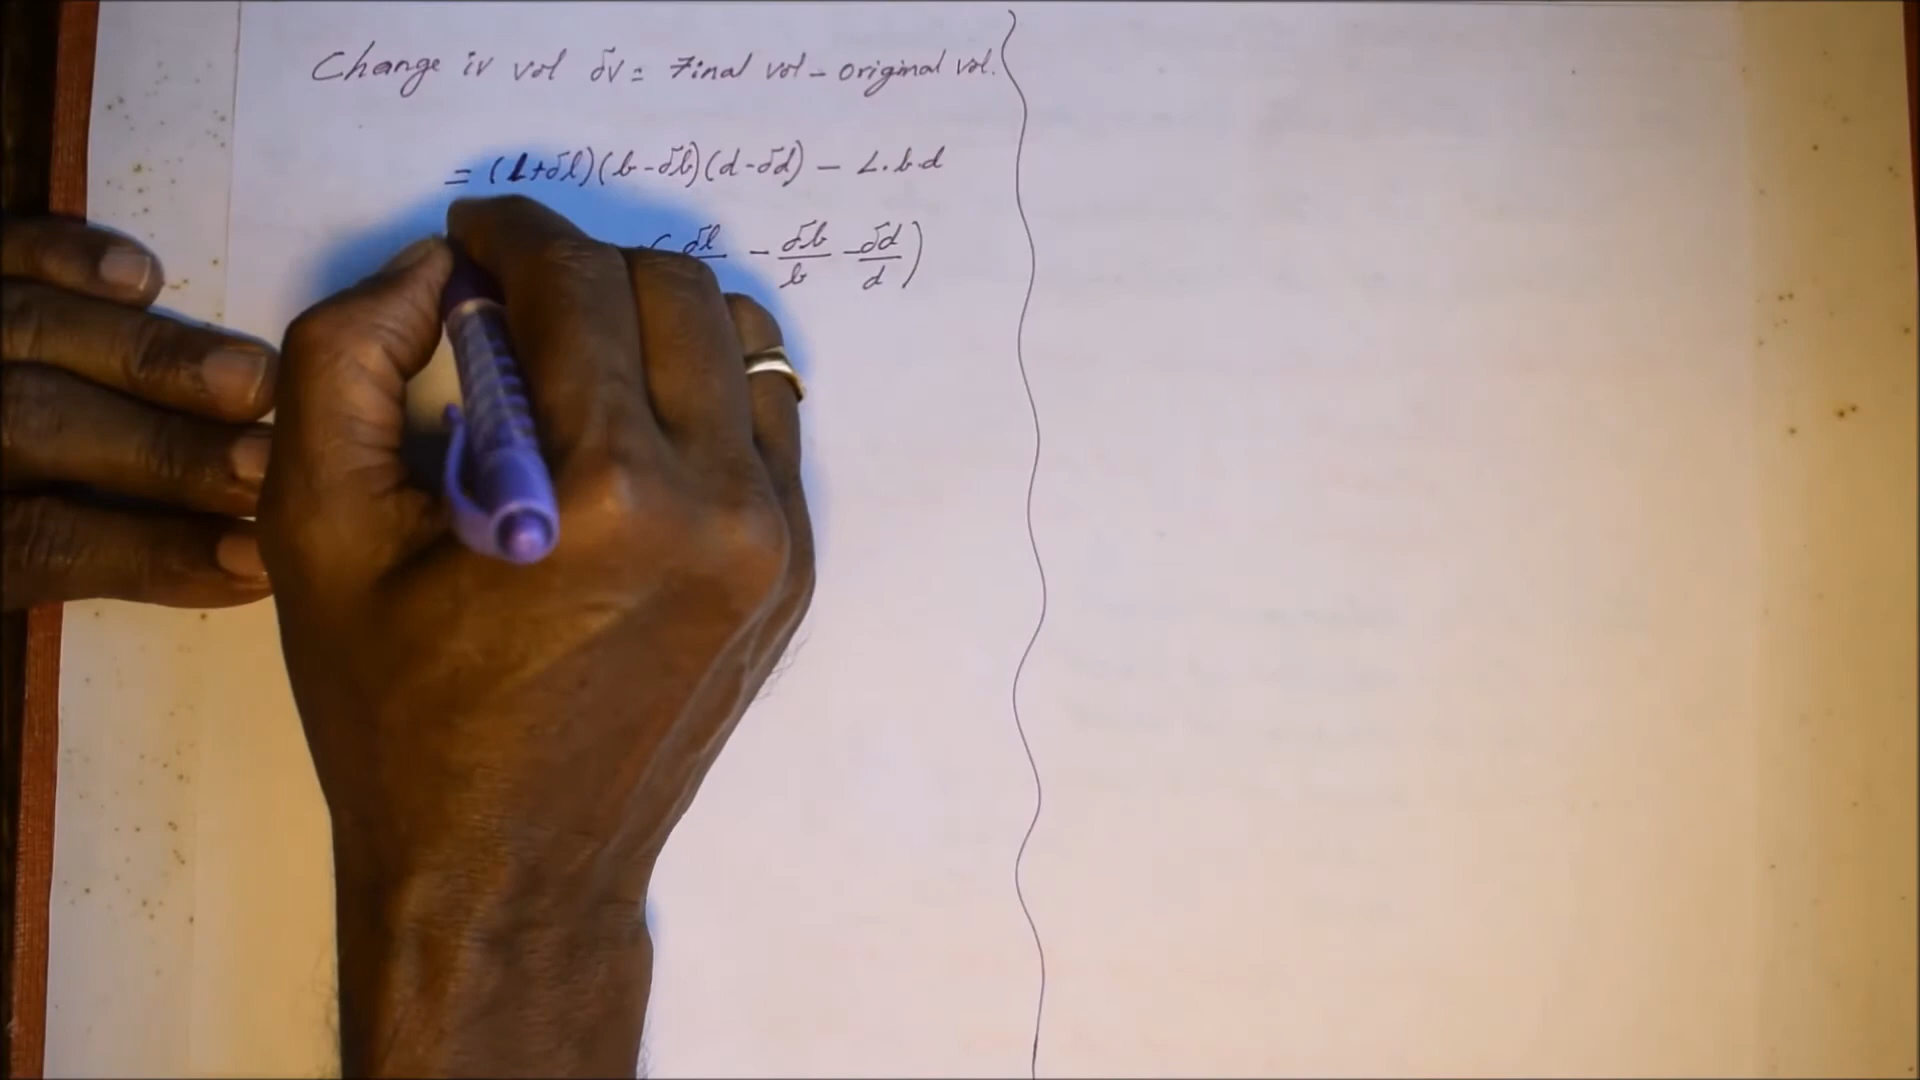 Change in vol δv = Final vol - original vol.
= (L+δl)(b-δb)(d-δd) - L.b.d
( δl/ - δb/b - δd/d )